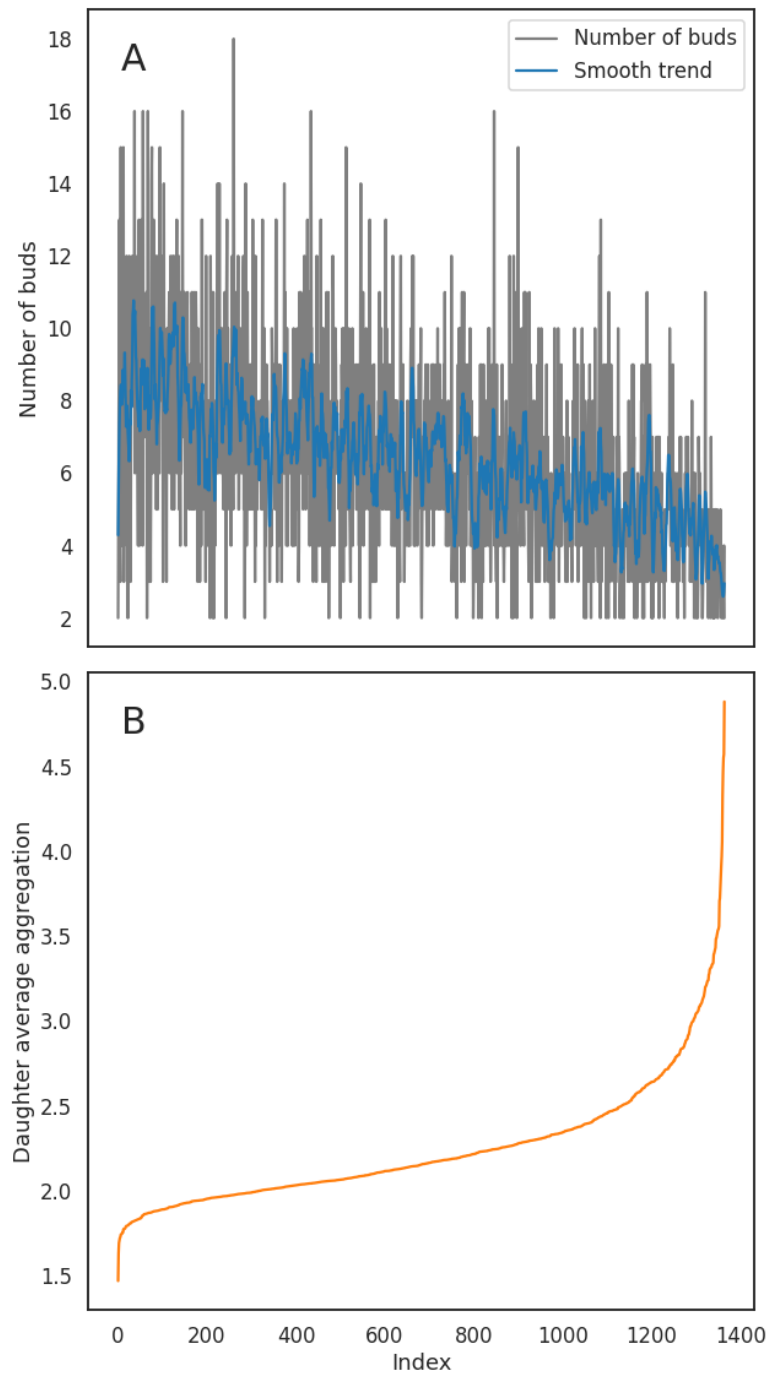 A
Number of buds
Smooth trend
18
16
14
12
10
8
6
4
2
Number of buds
B
5.0
4.5
4.0
3.5
3.0
2.5
2.0
1.5
Daughter average aggregation
0 200 400 600 800 1000 1200 1400
Index